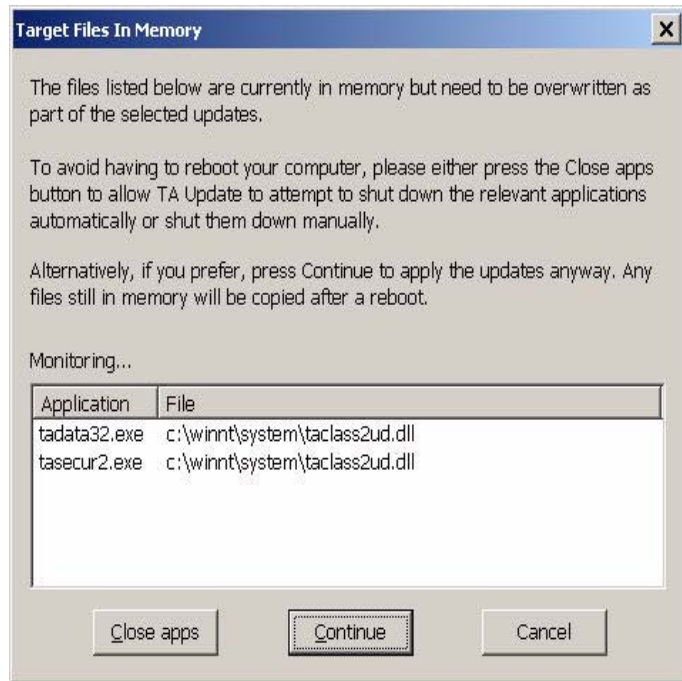 Target Files In Memory
The files listed below are currently in memory but need to be overwritten as
part of the selected updates.
To avoid having to reboot your computer, please either press the Close apps
button to allow TA Update to attempt to shut down the relevant applications
automatically or shut them down manually.
Alternatively, if you prefer, press Continue to apply the updates anyway. Any
files still in memory will be copied after a reboot.
Monitoring...
Application File
tadata32.exe c:\winnt\system\taclass2ud.dll
tasecur2.exe c:\winnt\system\taclass2ud.dll
Close apps Continue Cancel